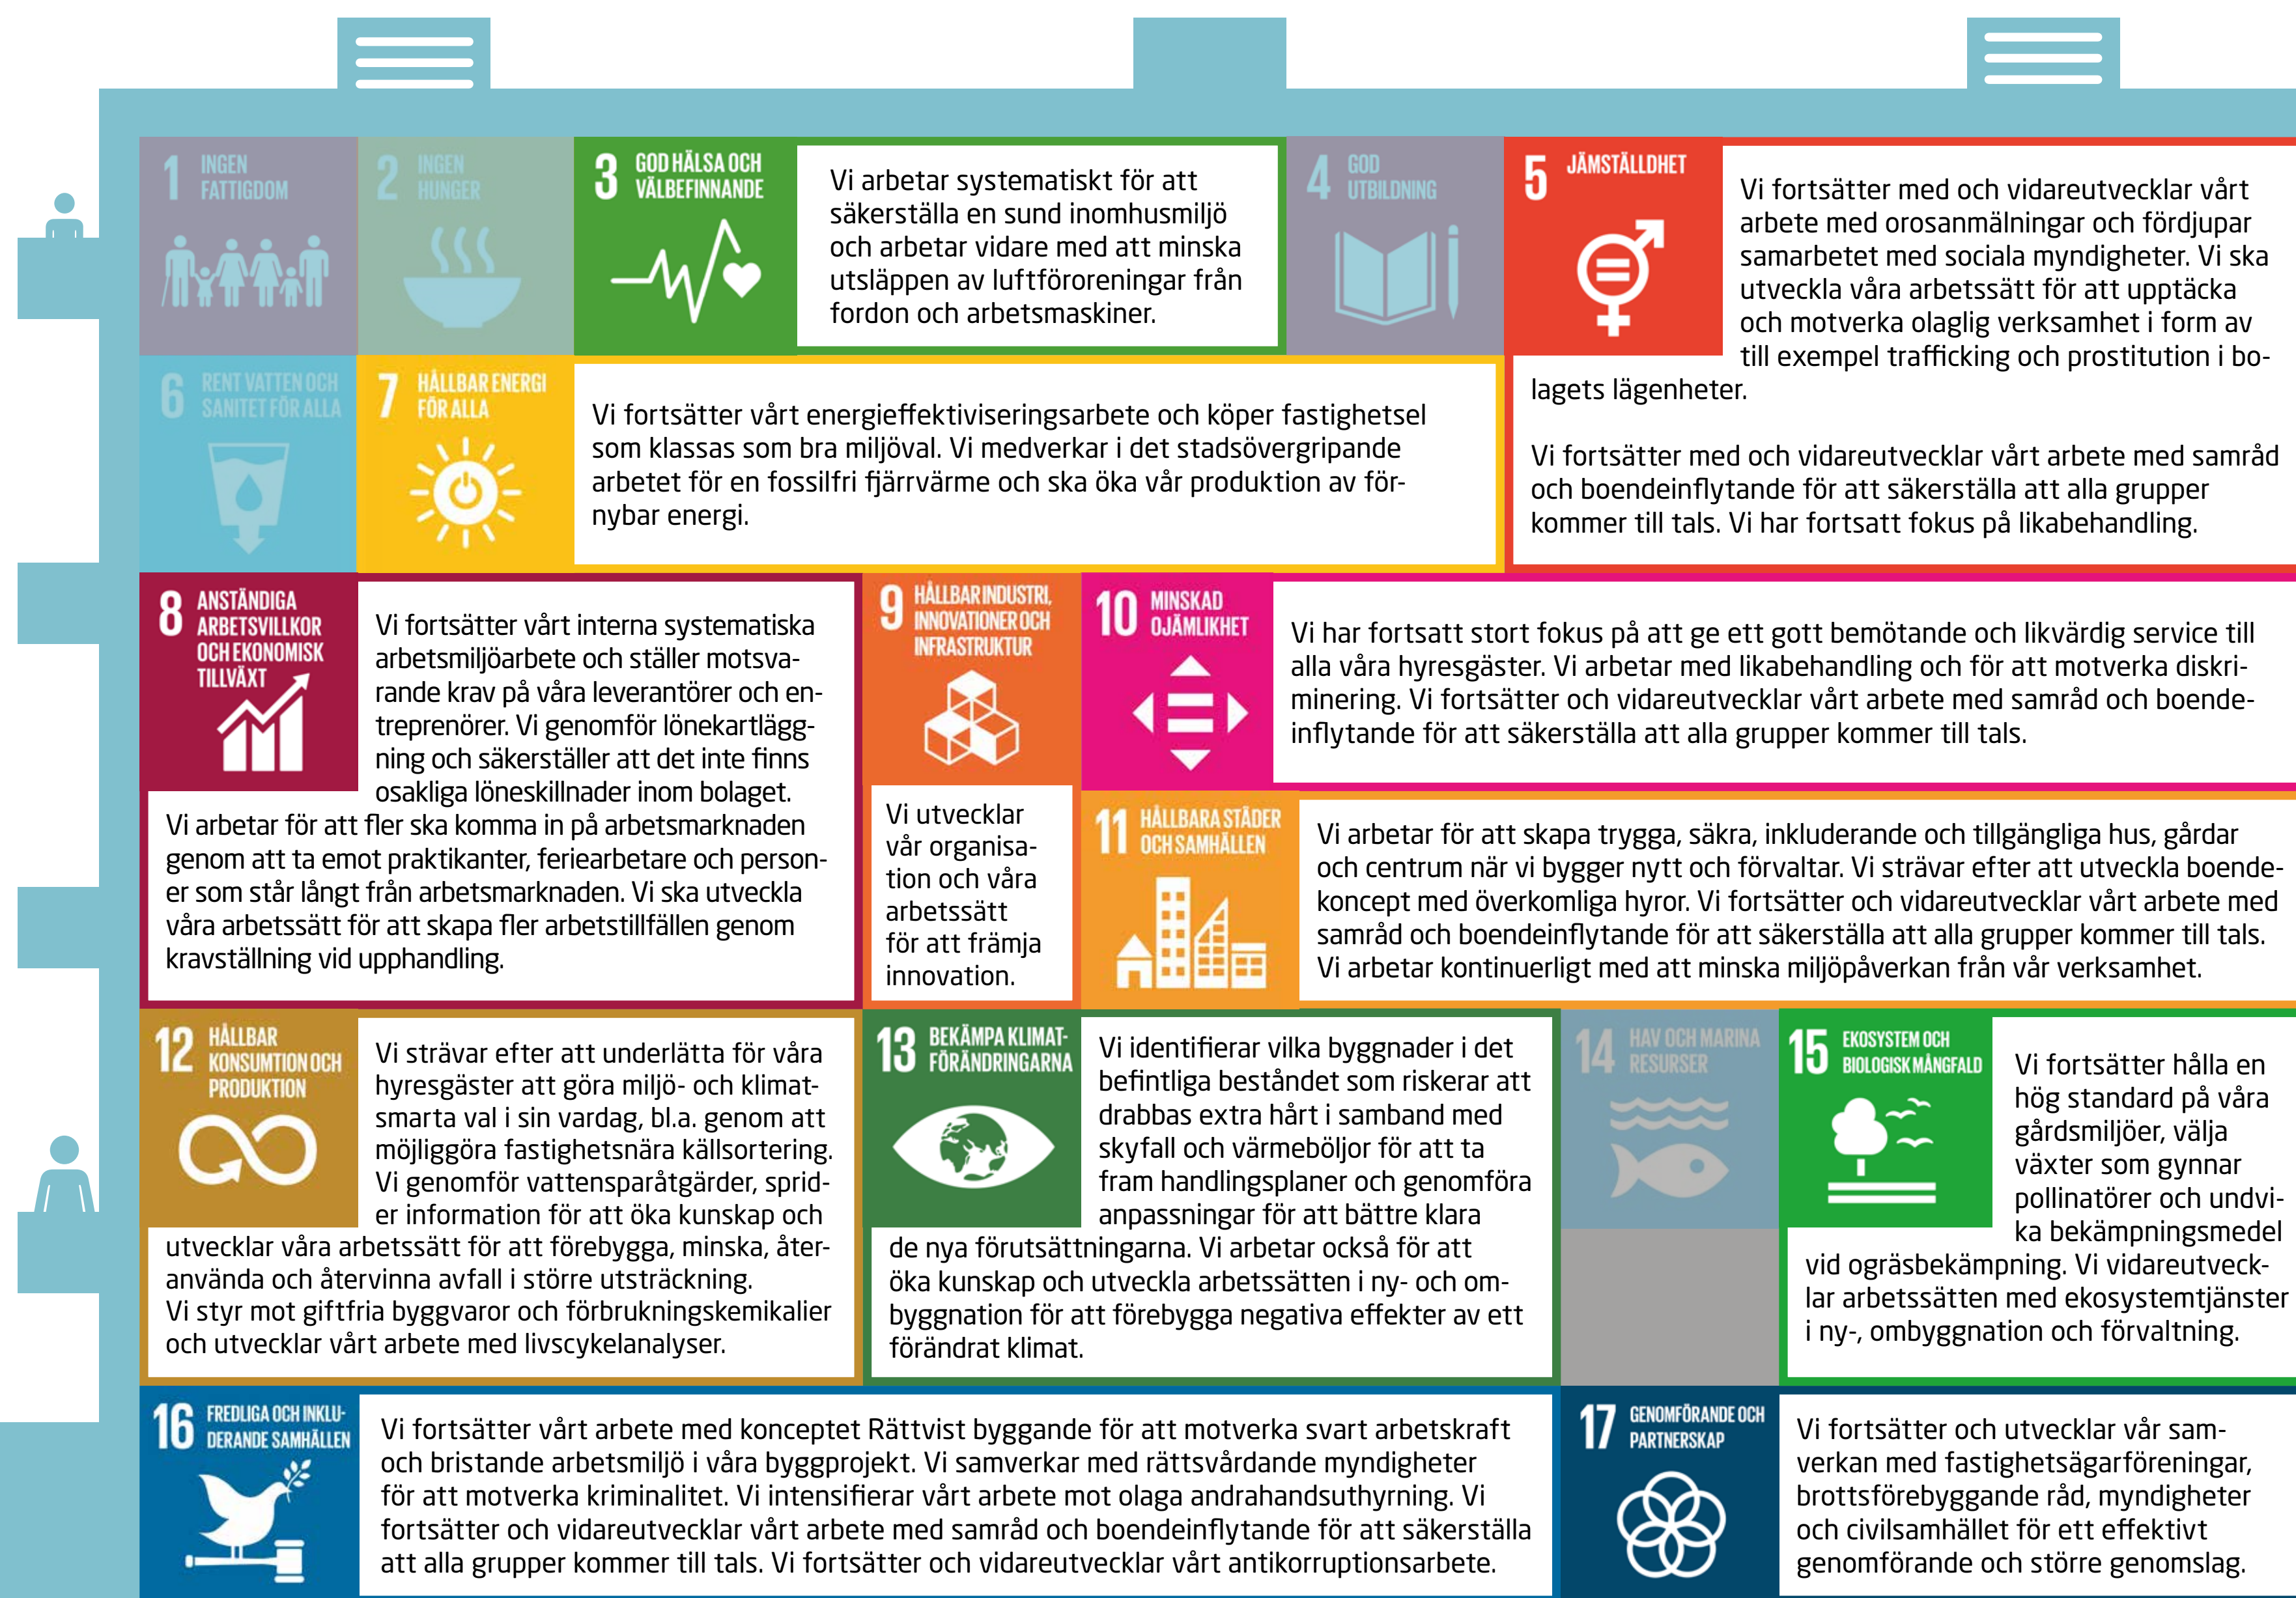 1 INGEN
FATTIGDOM
2 INGEN
HUNGER
3 GOD HÄLSA OCH
VÄLBEFINNANDE
Vi arbetar systematiskt för att
säkerställa en sund inomhusmiljö
och arbetar vidare med att minska
utsläppen av luftföroreningar från
fordon och arbetsmaskiner.
4 GOD
UTBILDNING
5 JÄMSTÄLLDHET
Vi fortsätter med och vidareutvecklar vårt
arbete med orosanmälningar och fördjupar
samarbetet med sociala myndigheter. Vi ska
utveckla våra arbetssätt för att upptäcka
och motverka olaglig verksamhet i form av
till exempel trafficking och prostitution i bo-
lagets lägenheter.
Vi fortsätter med och vidareutvecklar vårt arbete med samråd
och boendeinflytande för att säkerställa att alla grupper
kommer till tals. Vi har fortsatt fokus på likabehandling.
6 RENT VATTEN OCH
SANITET FÖR ALLA
7 HÅLLBAR ENERGI
FÖR ALLA
Vi fortsätter vårt energieffektiviseringsarbete och köper fastighetsel
som klassas som bra miljöval. Vi medverkar i det stadsövergripande
arbetet för en fossilfri fjärrvärme och ska öka vår produktion av för-
nybar energi.
8 ANSTÄNDIGA
ARBETSVILLKOR
OCH EKONOMISK
TILLVÄXT
Vi fortsätter vårt interna systematiska
arbetsmiljöarbete och ställer motsva-
rande krav på våra leverantörer och en-
treprenörer. Vi genomför lönekartlägg-
ning och säkerställer att det inte finns
osakliga löneskillnader inom bolaget.
Vi arbetar för att fler ska komma in på arbetsmarknaden
genom att ta emot praktikanter, feriearbetare och person-
er som står långt från arbetsmarknaden. Vi ska utveckla
våra arbetssätt för att skapa fler arbetstillfällen genom
kravställning vid upphandling.
9 HÅLLBAR INDUSTRI,
INNOVATIONER OCH
INFRASTRUKTUR
Vi utvecklar
vår organisa-
tion och våra
arbetssätt
för att främja
innovation.
10 MINSKAD
OJÄMLIKHET
Vi har fortsatt stort fokus på att ge ett gott bemötande och likvärdig service till
alla våra hyresgäster. Vi arbetar med likabehandling och för att motverka diskri-
minering. Vi fortsätter och vidareutvecklar vårt arbete med samråd och boende-
inflytande för att säkerställa att alla grupper kommer till tals.
11 HÅLLBARA STÄDER
OCH SAMHÄLLEN
Vi arbetar för att skapa trygga, säkra, inkluderande och tillgängliga hus, gårdar
och centrum när vi bygger nytt och förvaltar. Vi strävar efter att utveckla boende-
koncept med överkomliga hyror. Vi fortsätter och vidareutvecklar vårt arbete med
samråd och boendeinflytande för att säkerställa att alla grupper kommer till tals.
Vi arbetar kontinuerligt med att minska miljöpåverkan från vår verksamhet.
12 HÅLLBAR
KONSUMTION OCH
PRODUKTION
Vi strävar efter att underlätta för våra
hyresgäster att göra miljö- och klimat-
smarta val i sin vardag, bl.a. genom att
möjliggöra fastighetsnära källsortering.
Vi genomför vattensparåtgärder, sprid-
er information för att öka kunskap och
utvecklar våra arbetssätt för att förebygga, minska, åter-
använda och återvinna avfall i större utsträckning.
Vi styr mot giftfria byggvaror och förbrukningskemikalier
och utvecklar vårt arbete med livscykelanalyser.
13 BEKÄMPA KLIMAT-
FÖRÄNDRINGARNA
Vi identifierar vilka byggnader i det
befintliga beståndet som riskerar att
drabbas extra hårt i samband med
skyfall och värmeböljor för att ta
fram handlingsplaner och genomföra
anpassningar för att bättre klara
de nya förutsättningarna. Vi arbetar också för att
öka kunskap och utveckla arbetssätten i ny- och om-
byggnation för att förebygga negativa effekter av ett
förändrat klimat.
14 HAV OCH MARINA
RESURSER
15 EKOSYSTEM OCH
BIOLOGISK MÅNGFALD
Vi fortsätter hålla en
hög standard på våra
gårdsmiljöer, välja
växter som gynnar
pollinatörer och undvi-
ka bekämpningsmedel
vid ogräsbekämpning. Vi vidareutveck-
lar arbetssätten med ekosystemtjänster
i ny-, ombyggnation och förvaltning.
16 FREDLIGA OCH INKLU-
DERANDE SAMHÄLLEN
Vi fortsätter vårt arbete med konceptet Rättvist byggande för att motverka svart arbetskraft
och bristande arbetsmiljö i våra byggprojekt. Vi samverkar med rättsvårdande myndigheter
för att motverka kriminalitet. Vi intensifierar vårt arbete mot olaga andrahandsuthyrning. Vi
fortsätter och vidareutvecklar vårt arbete med samråd och boendeinflytande för att säkerställa
att alla grupper kommer till tals. Vi fortsätter och vidareutvecklar vårt antikorruptionsarbete.
17 GENOMFÖRANDE OCH
PARTNERSKAP
Vi fortsätter och utvecklar vår sam-
verkan med fastighetsägarföreningar,
brottsförebyggande råd, myndigheter
och civilsamhället för ett effektivt
genomförande och större genomslag.